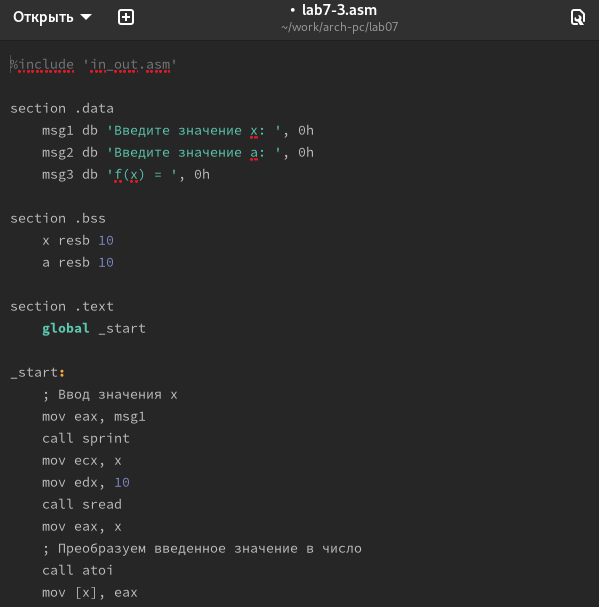 Открыть
• lab7-3.asm
~/work/arch-pc/lab07
%include 'in_out.asm'
section .data
msg1 db 'Введите значение x: ', 0h
msg2 db 'Введите значение a: ', 0h
msg3 db 'f(x) = ', 0h
section .bss
x resb 10
a resb 10
section .text
global _start
_start:
; Ввод значения x
mov eax, msg1
call sprint
mov ecx, x
mov edx, 10
call sread
mov eax, x
; Преобразуем введенное значение в число
call atoi
mov [x], eax